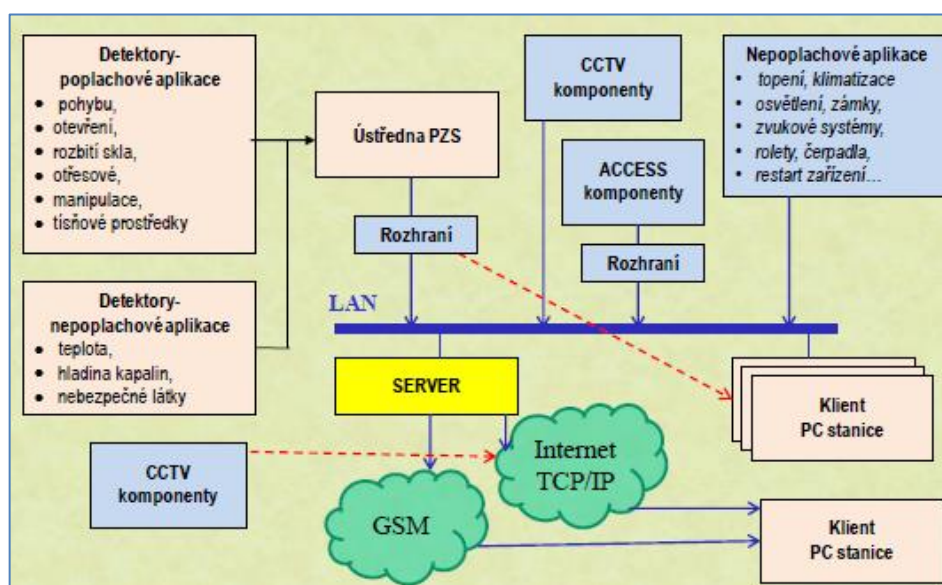 Detektory-
poplachové aplikace
• pohybu,
• otevření,
• rozbití skla,
• otřesové,
• manipulace,
• tísňové prostředky
Detektory-
nepoplachové aplikace
• teplota,
• hladina kapalin,
• nebezpečné látky
Ústředna PZS
Rozhraní
CCTV
komponenty
ACCESS
komponenty
Rozhraní
Nepoplachové aplikace
• topení, klimatizace
• osvětlení, zámky,
• zvukové systémy,
• rolety, čerpadla,
• restart zařízení…
LAN
SERVER
Klient
PC stanice
CCTV
komponenty
Internet
TCP/IP
GSM
Klient
PC stanice